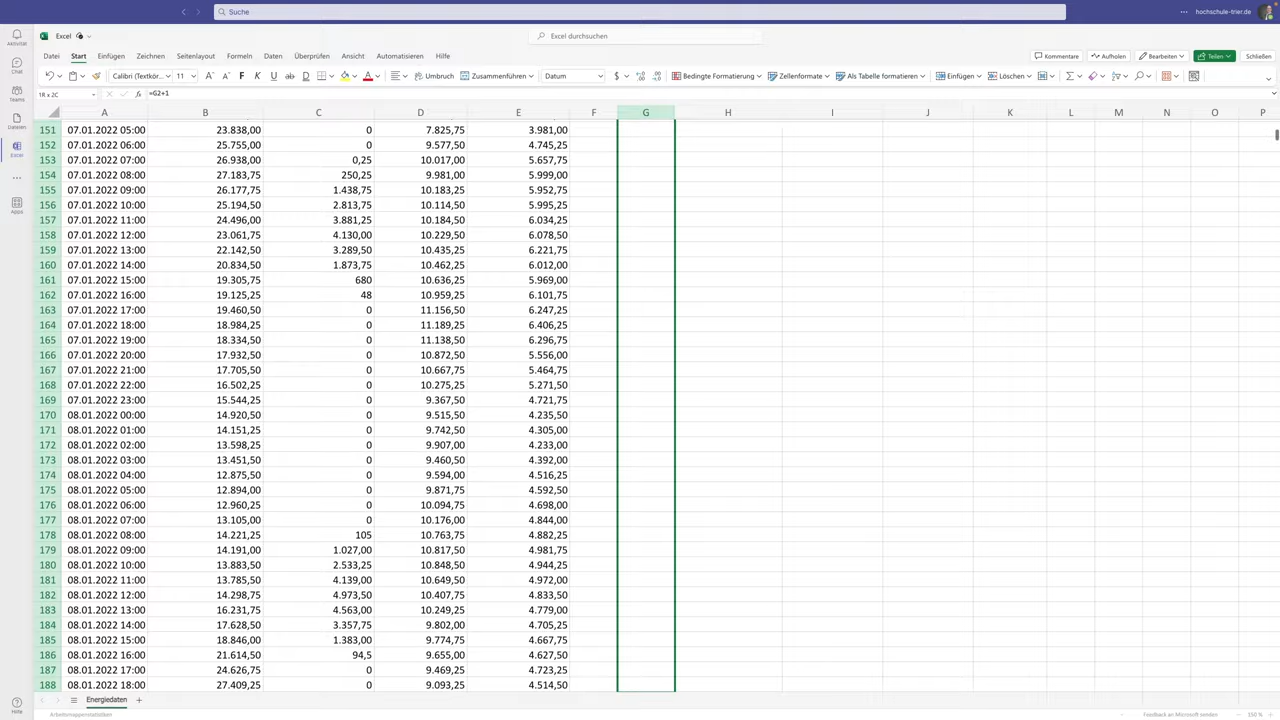 Suche
hochschule-trier.de
Aktivität
Chat
Teams
Dateien
Excel
Apps
Hilfe
Excel
Excel durchsuchen
Datei Start Einfügen Zeichnen Seitenlayout Formeln Daten Überprüfen Ansicht Automatisieren Hilfe
Kommentare Aufholen Bearbeiten Teilen Schließen
Calibri (Textkör... 11 F K U D Umbruch Zusammenführen Datum $ Bedingte Formatierung Zellenformate Als Tabelle formatieren Einfügen Löschen
1R x 2C fx =G2+1
A B C D E F G H I J K L M N O P
151 07.01.2022 05:00 23.838,00 0 7.825,75 3.981,00
152 07.01.2022 06:00 25.755,00 0 9.577,50 4.745,25
153 07.01.2022 07:00 26.938,00 0,25 10.017,00 5.657,75
154 07.01.2022 08:00 27.183,75 250,25 9.981,00 5.999,00
155 07.01.2022 09:00 26.177,75 1.438,75 10.183,25 5.952,75
156 07.01.2022 10:00 25.194,50 2.813,75 10.114,50 5.995,25
157 07.01.2022 11:00 24.496,00 3.881,25 10.184,50 6.034,25
158 07.01.2022 12:00 23.061,75 4.130,00 10.229,50 6.078,50
159 07.01.2022 13:00 22.142,50 3.289,50 10.435,25 6.221,75
160 07.01.2022 14:00 20.834,50 1.873,75 10.462,25 6.012,00
161 07.01.2022 15:00 19.305,75 680 10.636,25 5.969,00
162 07.01.2022 16:00 19.125,25 48 10.959,25 6.101,75
163 07.01.2022 17:00 19.460,50 0 11.156,50 6.247,25
164 07.01.2022 18:00 18.984,25 0 11.189,25 6.406,25
165 07.01.2022 19:00 18.334,50 0 11.138,50 6.296,75
166 07.01.2022 20:00 17.932,50 0 10.872,50 5.556,00
167 07.01.2022 21:00 17.705,50 0 10.667,75 5.464,75
168 07.01.2022 22:00 16.502,25 0 10.275,25 5.271,50
169 07.01.2022 23:00 15.544,25 0 9.367,50 4.721,75
170 08.01.2022 00:00 14.920,50 0 9.515,50 4.235,50
171 08.01.2022 01:00 14.151,25 0 9.742,50 4.305,00
172 08.01.2022 02:00 13.598,25 0 9.907,00 4.233,00
173 08.01.2022 03:00 13.451,50 0 9.460,50 4.392,00
174 08.01.2022 04:00 12.875,50 0 9.594,00 4.516,25
175 08.01.2022 05:00 12.894,00 0 9.871,75 4.592,50
176 08.01.2022 06:00 12.960,25 0 10.094,75 4.698,00
177 08.01.2022 07:00 13.105,00 0 10.176,00 4.844,00
178 08.01.2022 08:00 14.221,25 105 10.763,75 4.882,25
179 08.01.2022 09:00 14.191,00 1.027,00 10.817,50 4.981,75
180 08.01.2022 10:00 13.883,50 2.533,25 10.848,50 4.944,25
181 08.01.2022 11:00 13.785,50 4.139,00 10.649,50 4.972,00
182 08.01.2022 12:00 14.298,75 4.973,50 10.407,75 4.833,50
183 08.01.2022 13:00 16.231,75 4.563,00 10.249,25 4.779,00
184 08.01.2022 14:00 17.628,50 3.357,75 9.802,00 4.705,25
185 08.01.2022 15:00 18.846,00 1.383,00 9.774,75 4.667,75
186 08.01.2022 16:00 21.614,50 94,5 9.655,00 4.627,50
187 08.01.2022 17:00 24.626,75 0 9.469,25 4.723,25
188 08.01.2022 18:00 27.409,25 0 9.093,25 4.514,50
Energiedaten
Arbeitsmappenstatistiken Feedback an Microsoft senden 150 %